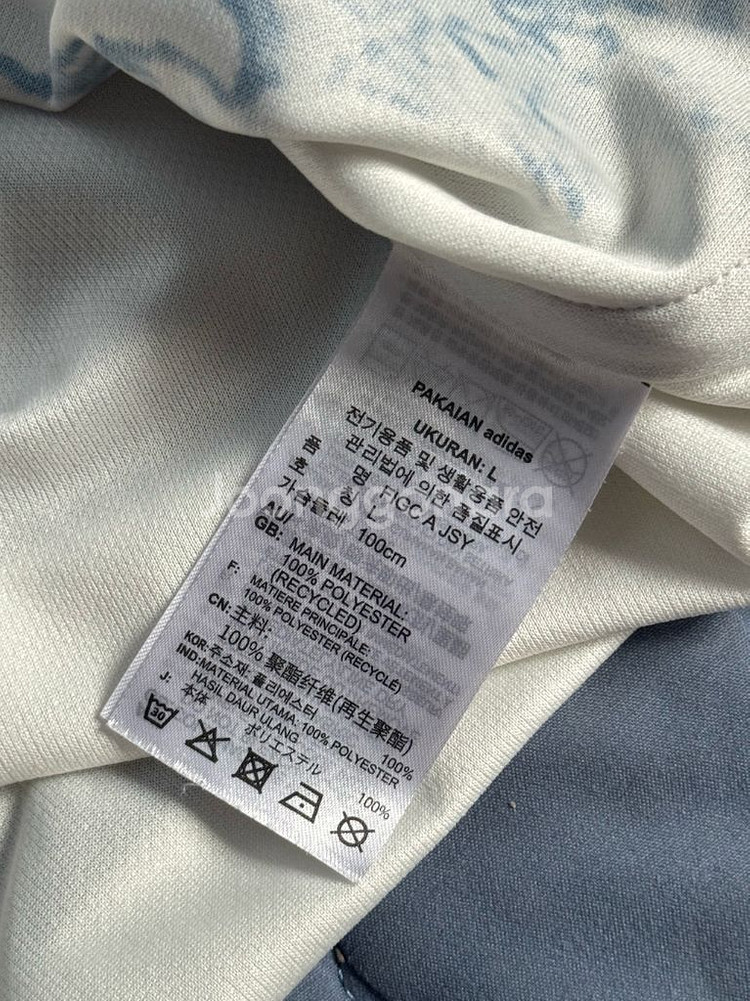 PAKAIAN adidas
UKURAN: L
전기용품 및 생활용품 안전
관리법에 의한 품질표시
품 명 FIGC A JSY
호 칭 L
가슴둘레 100cm
AU/
GB: MAIN MATERIAL:
100% POLYESTER
(RECYCLED)
F: MATIERE PRINCIPALE:
100% POLYESTER (RECYCLÉ)
CN: 主料:
100% 聚酯纤维(再生聚酯)
KOR: 주소재: 폴리에스터 100%
IND: MATERIAL UTAMA: 100% POLYESTER
HASIL DAUR ULANG
J: 本体
ポリエステル 100%
30